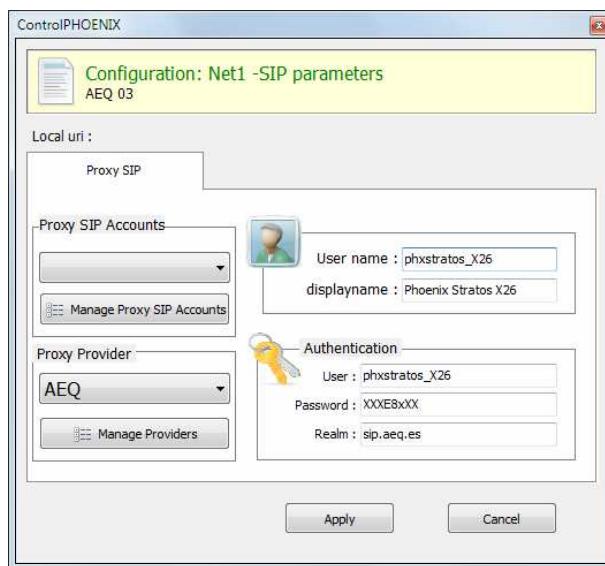 ControlPHOENIX
Configuration: Net1 -SIP parameters
AEQ 03
Local uri :
Proxy SIP
Proxy SIP Accounts
Manage Proxy SIP Accounts
User name : phxstratos_X26
displayname : Phoenix Stratos X26
Proxy Provider
AEQ
Manage Providers
Authentication
User : phxstratos_X26
Password : XXXE8xXX
Realm : sip.aeq.es
Apply
Cancel